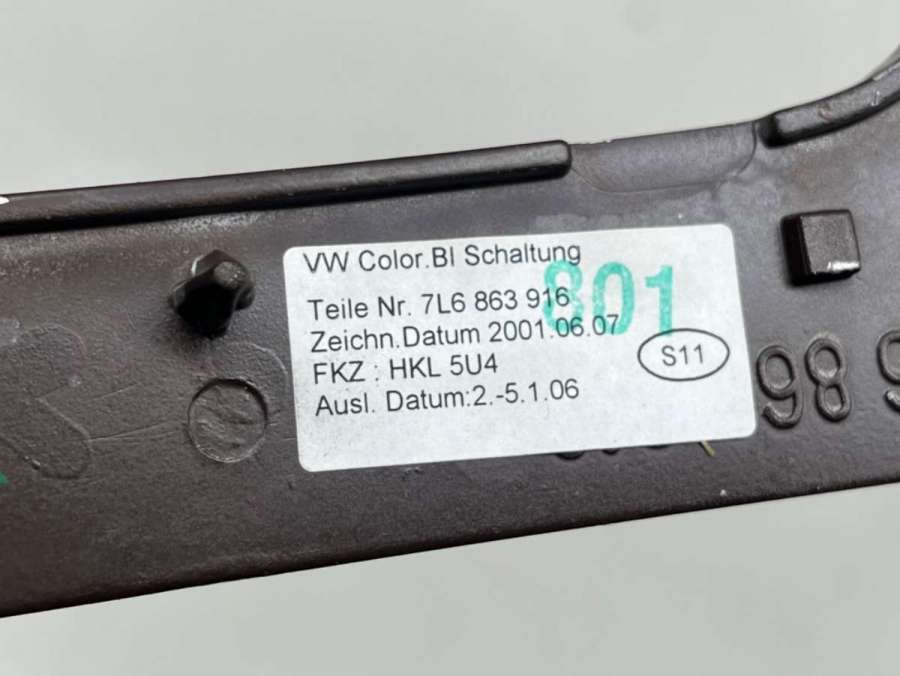 VW Color.Bl Schaltung
801
Teile Nr. 7L6 863 916
Zeichn.Datum 2001.06.07
FKZ : HKL 5U4
S11
Ausl. Datum:2.-5.1.06